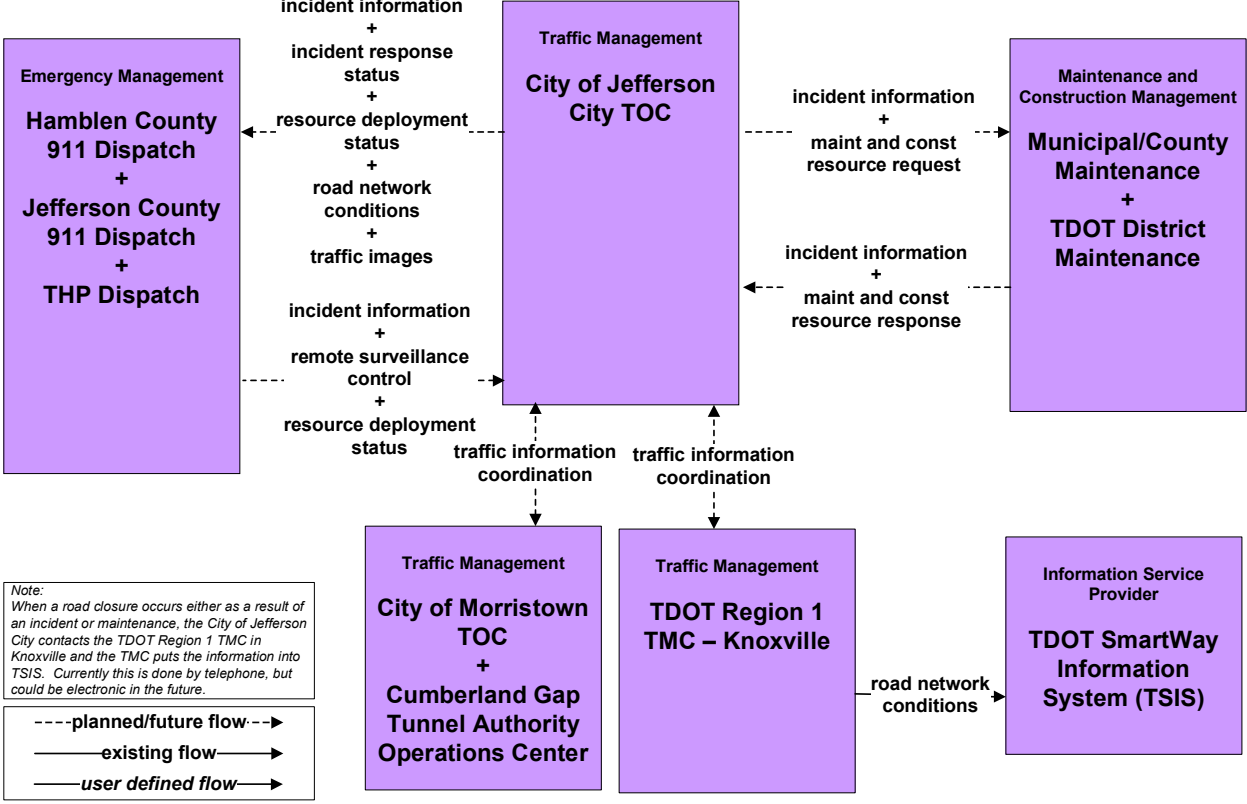 incident information
+
incident response
status
+
resource deployment
status
+
road network
conditions
+
traffic images
Emergency Management
Hamblen County
911 Dispatch
+
Jefferson County
911 Dispatch
+
THP Dispatch
Traffic Management
City of Jefferson
City TOC
incident information
+
maint and const
resource request
Maintenance and
Construction Management
Municipal/County
Maintenance
+
TDOT District
Maintenance
incident information
+
maint and const
resource response
incident information
+
remote surveillance
control
+
resource deployment
status
traffic information
coordination
traffic information
coordination
Traffic Management
City of Morristown
TOC
+
Cumberland Gap
Tunnel Authority
Operations Center
Traffic Management
TDOT Region 1
TMC – Knoxville
road network
conditions
Information Service
Provider
TDOT SmartWay
Information
System (TSIS)
Note:
When a road closure occurs either as a result of
an incident or maintenance, the City of Jefferson
City contacts the TDOT Region 1 TMC in
Knoxville and the TMC puts the information into
TSIS. Currently this is done by telephone, but
could be electronic in the future.
planned/future flow
existing flow
user defined flow